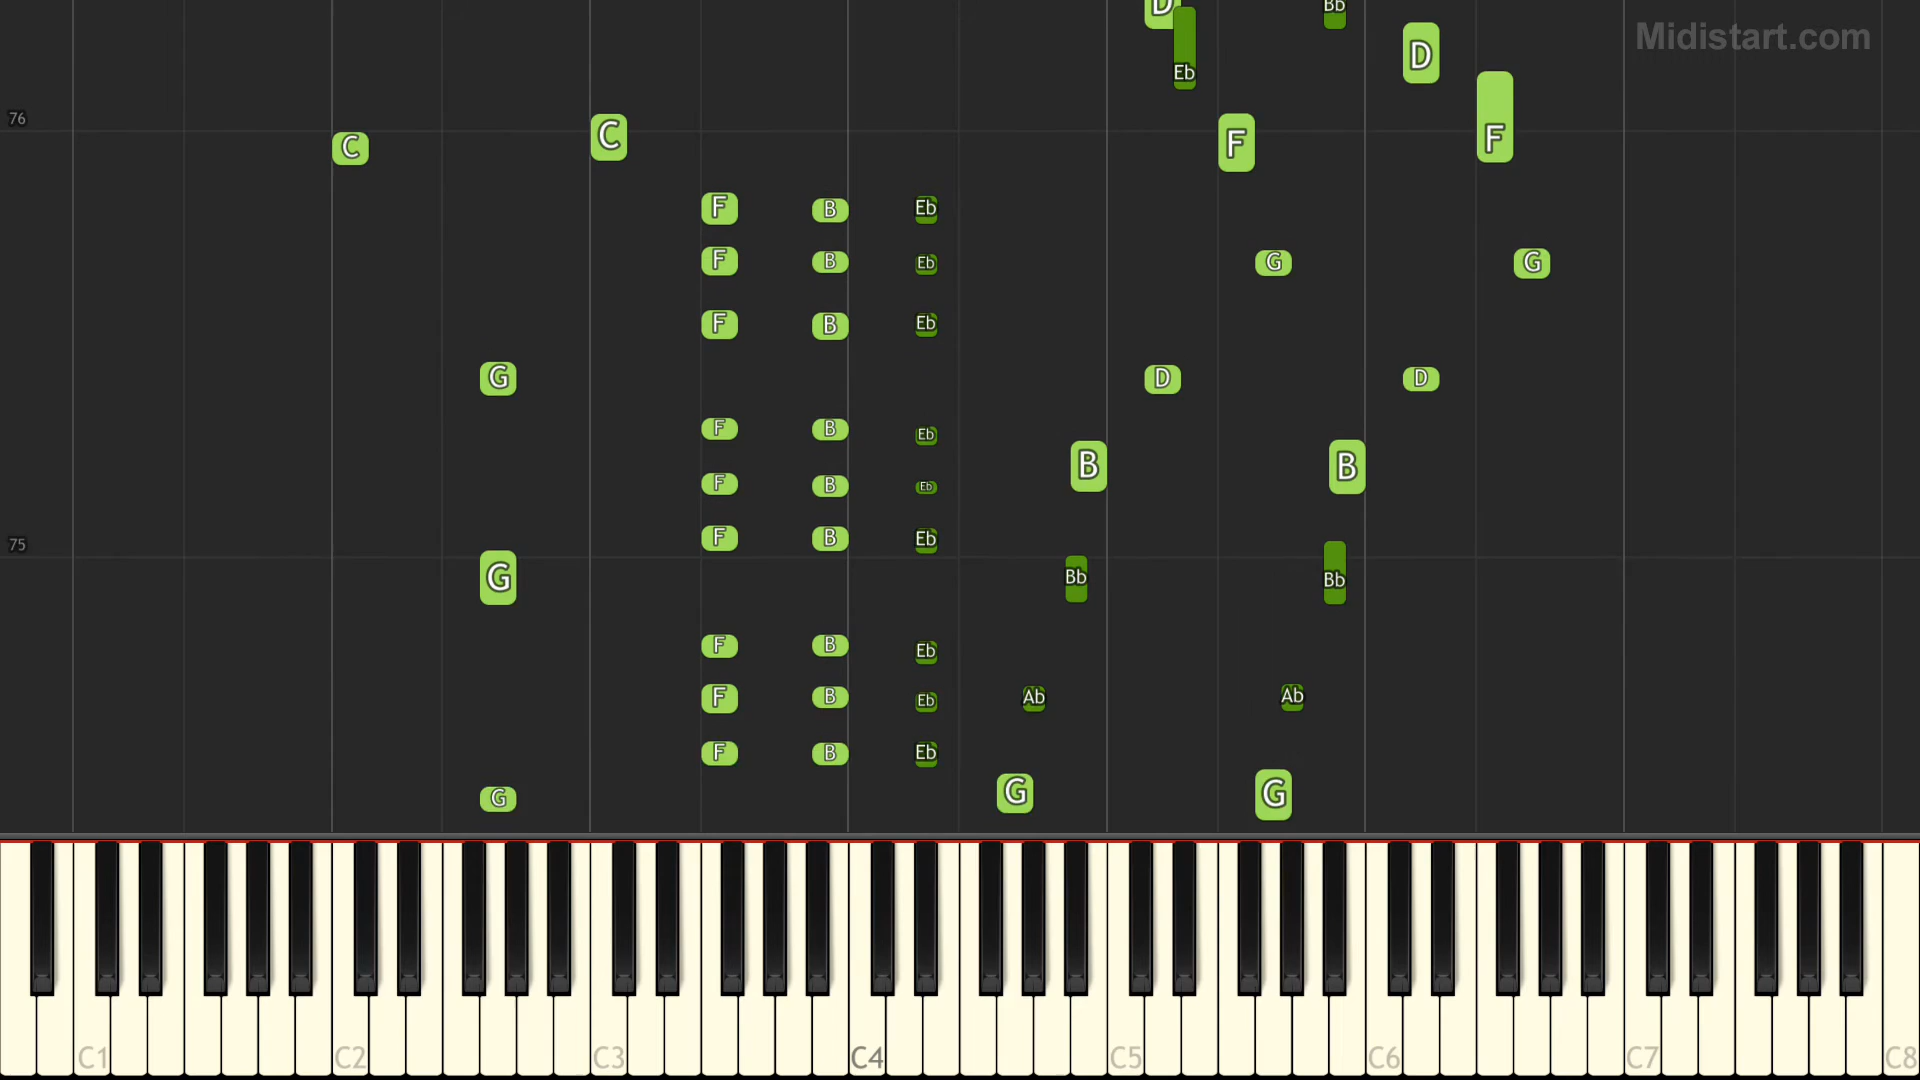 D Bb
Midistart.com
D
Eb
76
C C F F
F B Eb
F B Eb G G
F B Eb
G D D
F B Eb
B B
F B Eb
F B Eb
75
G Bb Bb
F B Eb
F B Eb Ab Ab
F B Eb
G G G
C1 C2 C3 C4 C5 C6 C7 C8